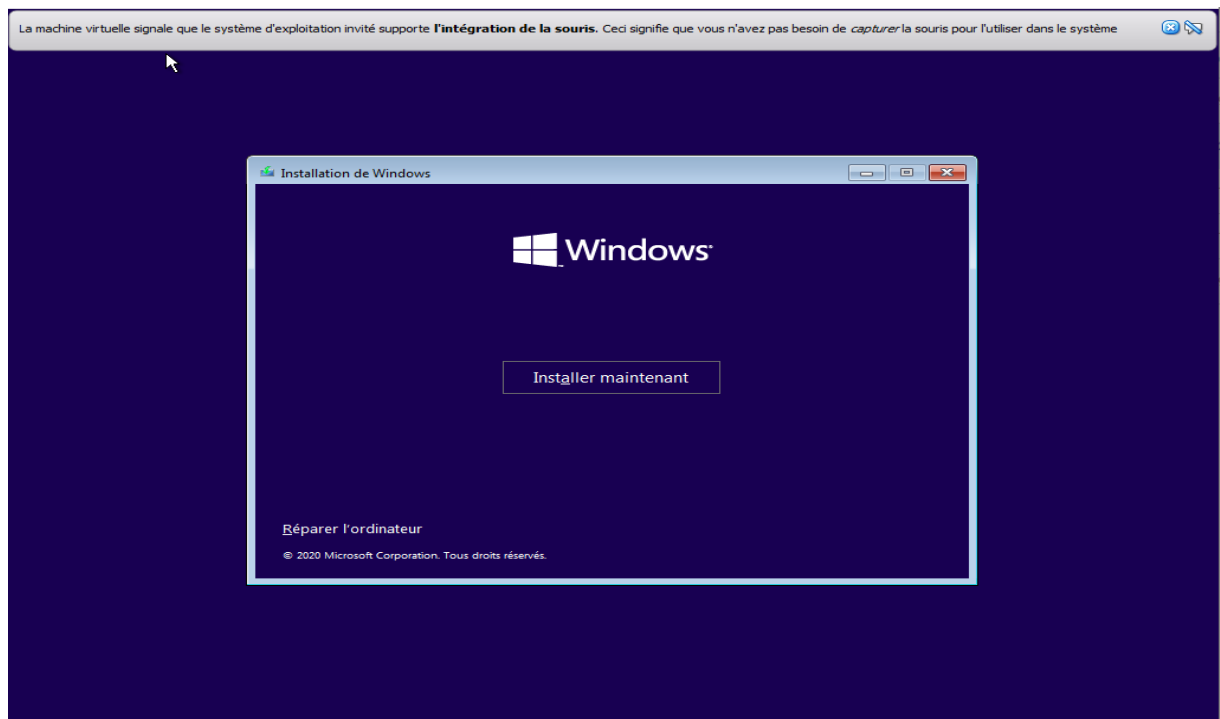 La machine virtuelle signale que le système d'exploitation invité supporte l'intégration de la souris. Ceci signifie que vous n'avez pas besoin de capturer la souris pour l'utiliser dans le système
Installation de Windows
Windows
Installer maintenant
Réparer l'ordinateur
© 2020 Microsoft Corporation. Tous droits réservés.